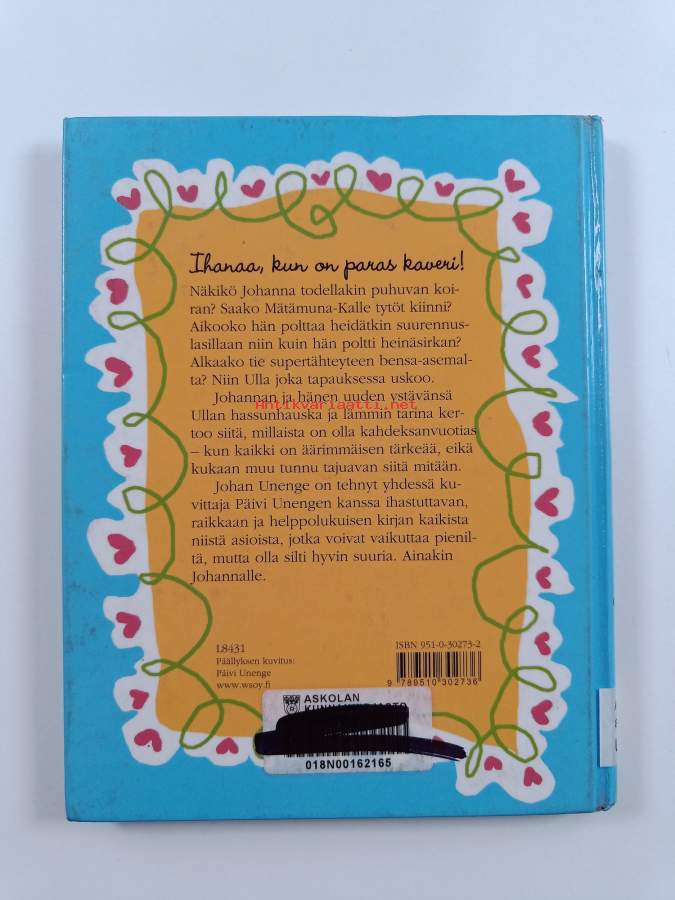 Ihanaa, kun on paras kaveri!
Näkikö Johanna todellakin puhuvan koi-
ran? Saako Mätämuna-Kalle tytöt kiinni?
Aikooko hän polttaa heidätkin suurennus-
lasillaan niin kuin hän poltti heinäsirkan?
Alkaako tie supertähteyteen bensa-asemal-
ta? Niin Ulla joka tapauksessa uskoo.
Johannan ja hänen uuden ystävänsä
Antikvariaatti.net
Ullan hassunhauska ja lämmin tarina ker-
too siitä, millaista on olla kahdeksanvuotias
– kun kaikki on äärimmäisen tärkeää, eikä
kukaan muu tunnu tajuavan siitä mitään.
Johan Unenge on tehnyt yhdessä ku-
vittaja Päivi Unengen kanssa ihastuttavan,
raikkaan ja helppolukuisen kirjan kaikista
niistä asioista, jotka voivat vaikuttaa pienil-
tä, mutta olla silti hyvin suuria. Ainakin
Johannalle.
L8431
Päällyksen kuvitus:
Päivi Unenge
www.wsoy.fi
ISBN 951-0-30273-2
9 789510 302736
ASKOLAN
018N00162165